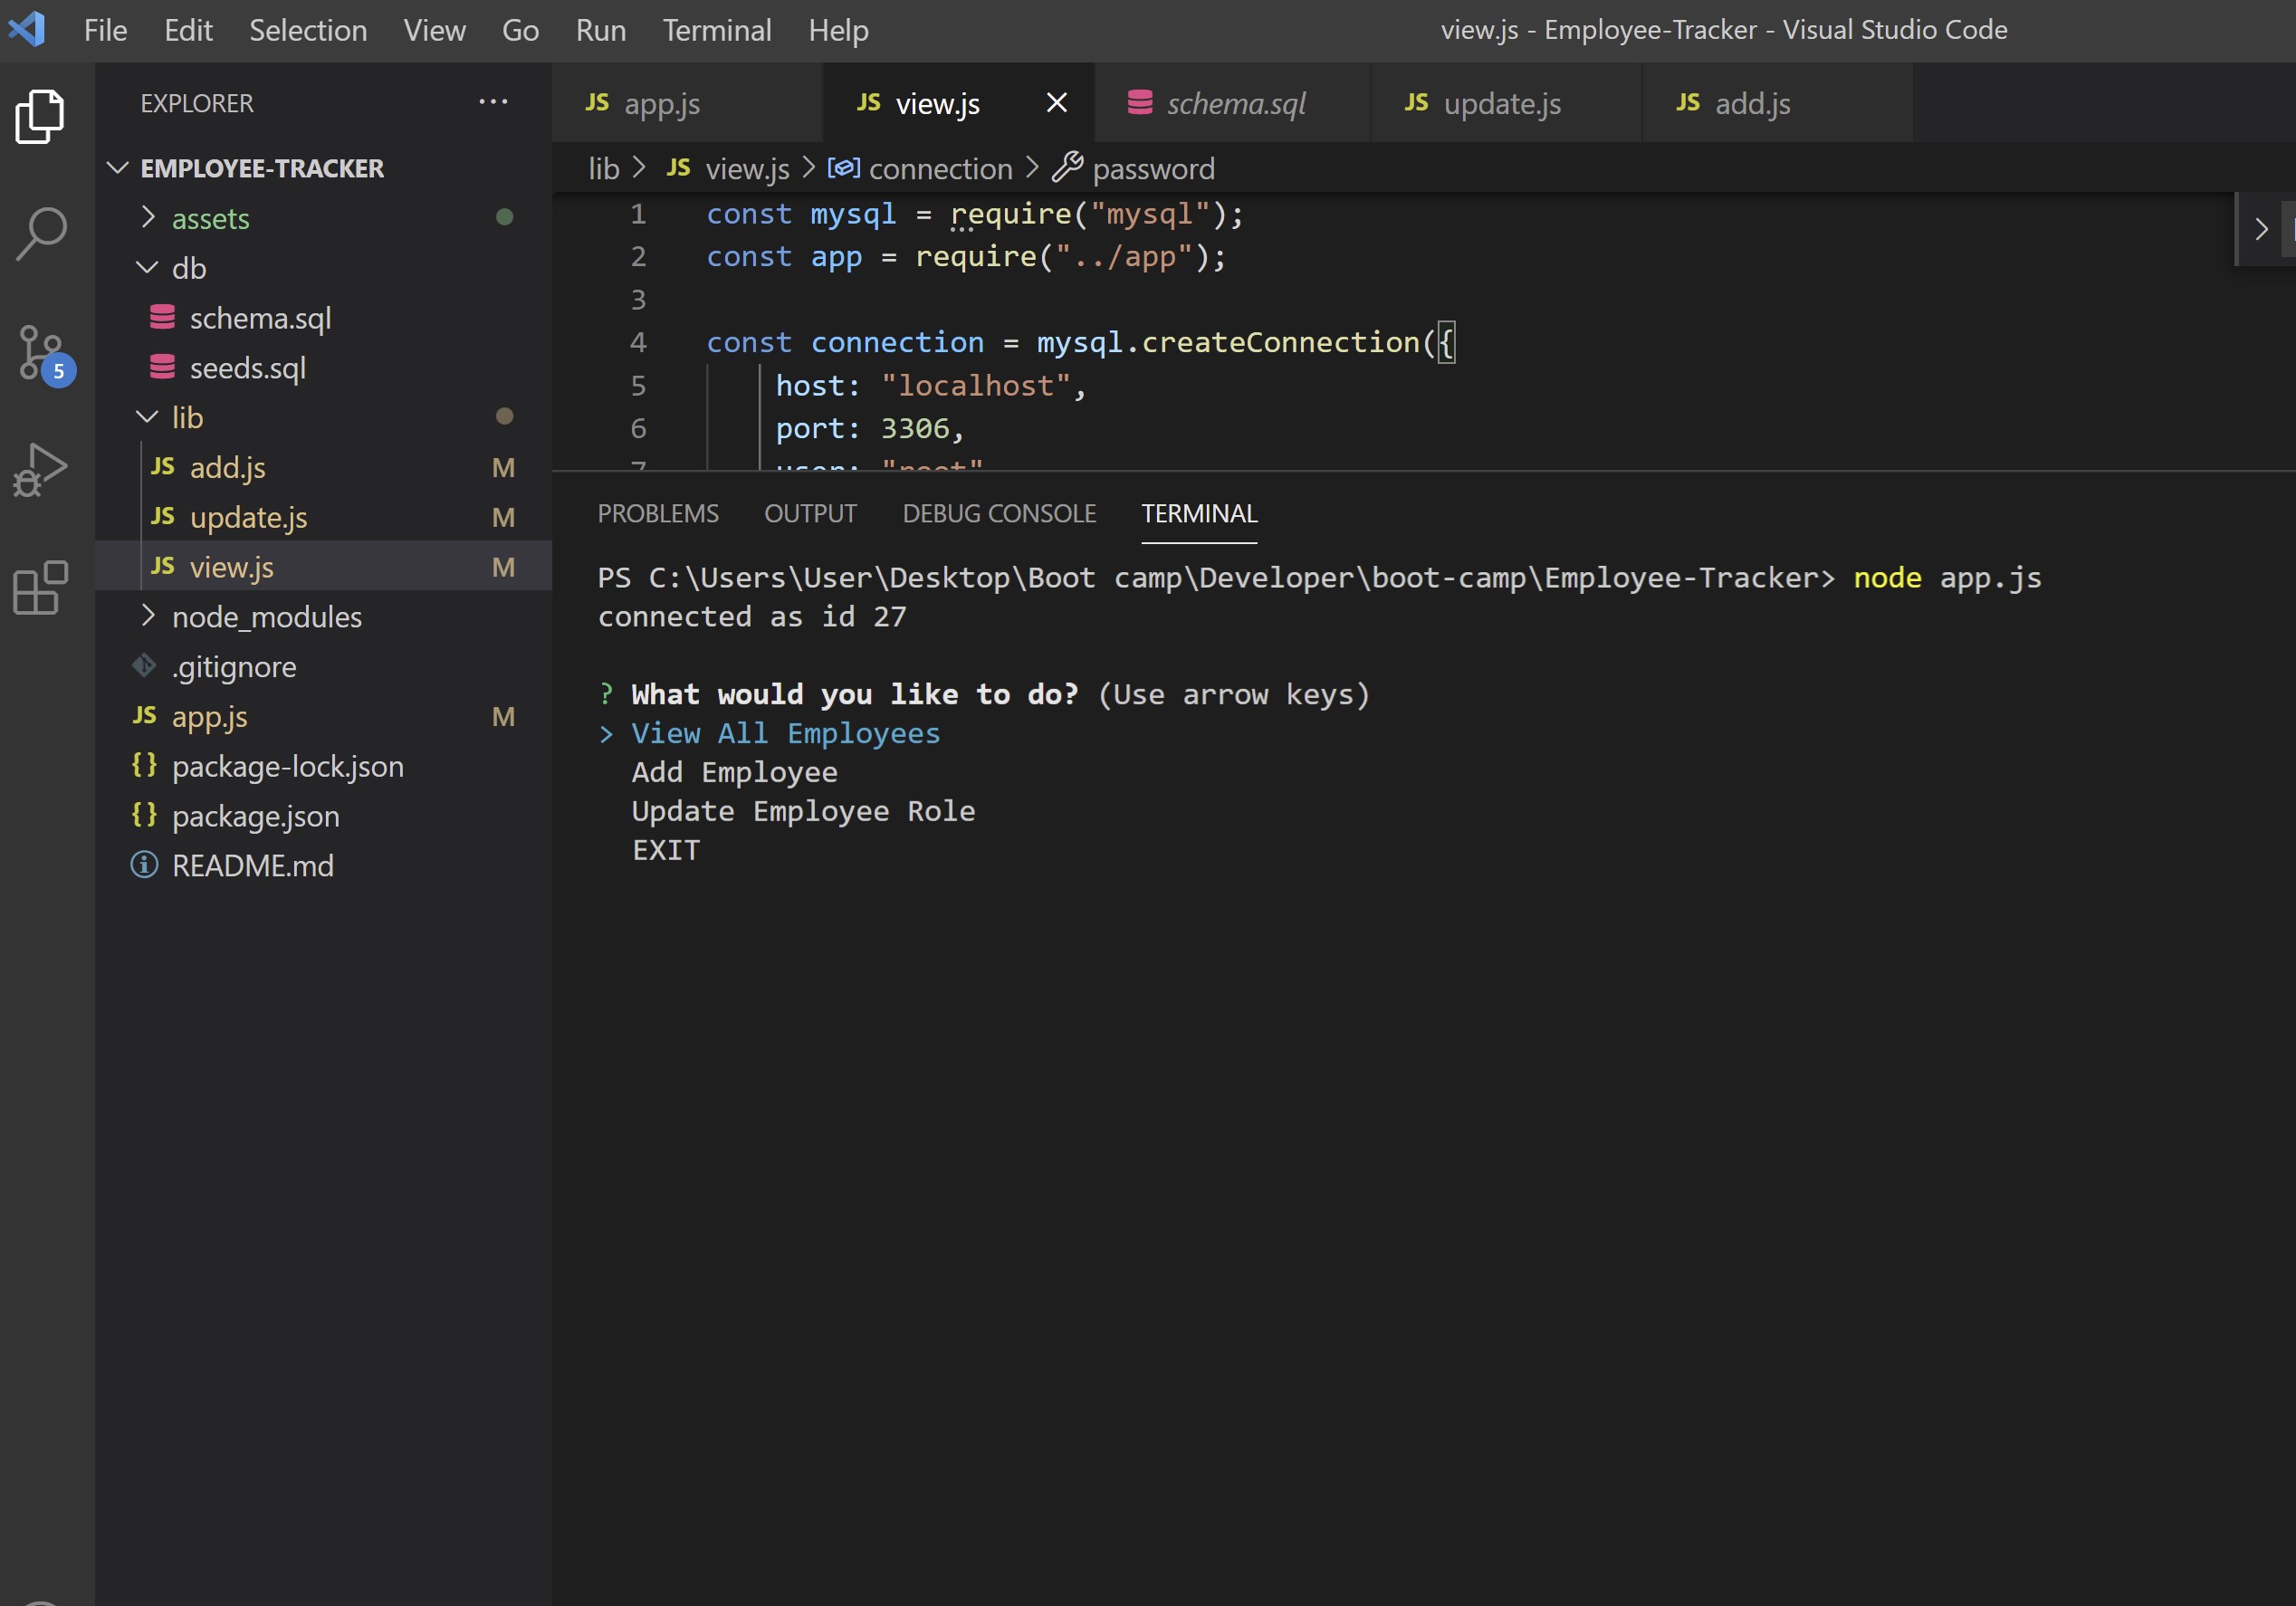 File Edit Selection View Go Run Terminal Help
view.js - Employee-Tracker - Visual Studio Code
EXPLORER ...
EMPLOYEE-TRACKER
assets
db
schema.sql
seeds.sql
lib
JS add.js M
JS update.js M
JS view.js M
node_modules
.gitignore
JS app.js M
{} package-lock.json
{} package.json
README.md
5
JS app.js
JS view.js
schema.sql
JS update.js
JS add.js
lib > JS view.js > connection > password
1 const mysql = require("mysql");
2 const app = require("../app");
3
4 const connection = mysql.createConnection({
5 host: "localhost",
6 port: 3306,
7 user: "root"
PROBLEMS OUTPUT DEBUG CONSOLE TERMINAL
PS C:\Users\User\Desktop\Boot camp\Developer\boot-camp\Employee-Tracker> node app.js
connected as id 27
? What would you like to do? (Use arrow keys)
> View All Employees
Add Employee
Update Employee Role
EXIT